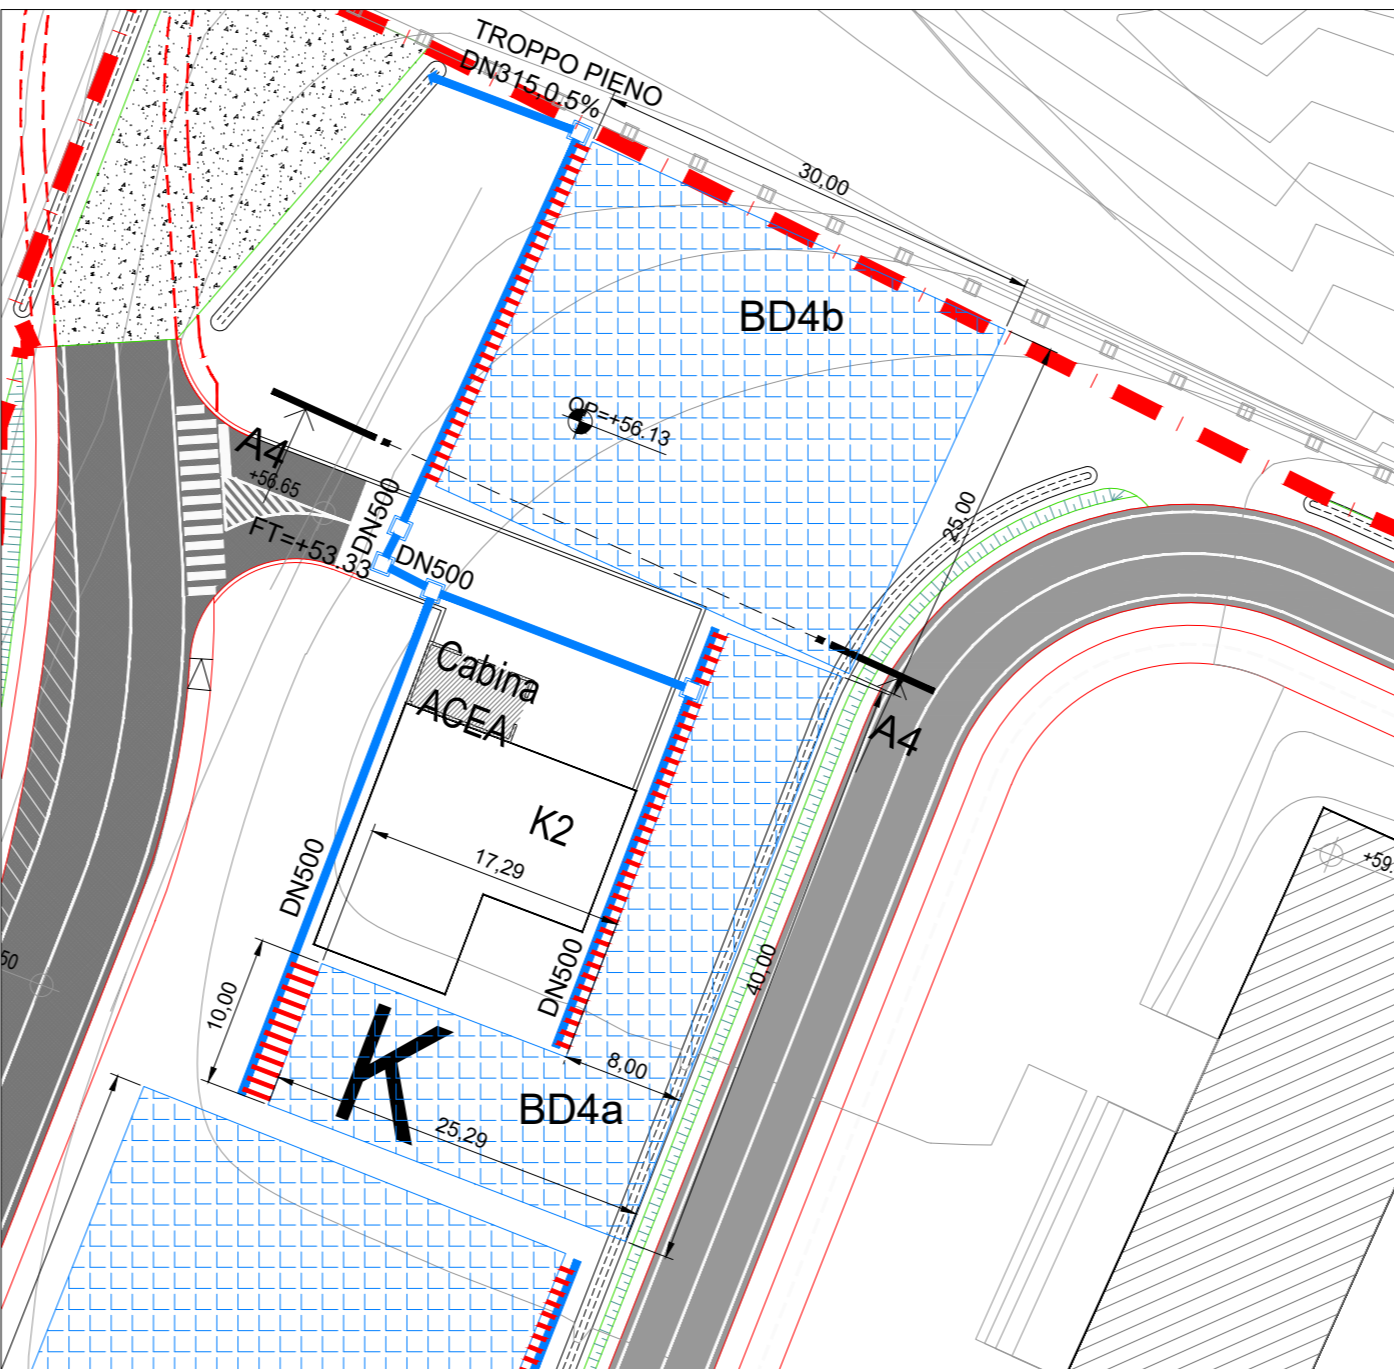 TROPPO PIENO
DN315,0.5%
30,00
BD4b
QP=+56.13
A4
+56.65
FT=+53.33
DN500
DN500
25,00
Cabina
ACEA
A4
K2
17,29
DN500
DN500
40,00
10,00
K
8,00
BD4a
25,29
50
+59.